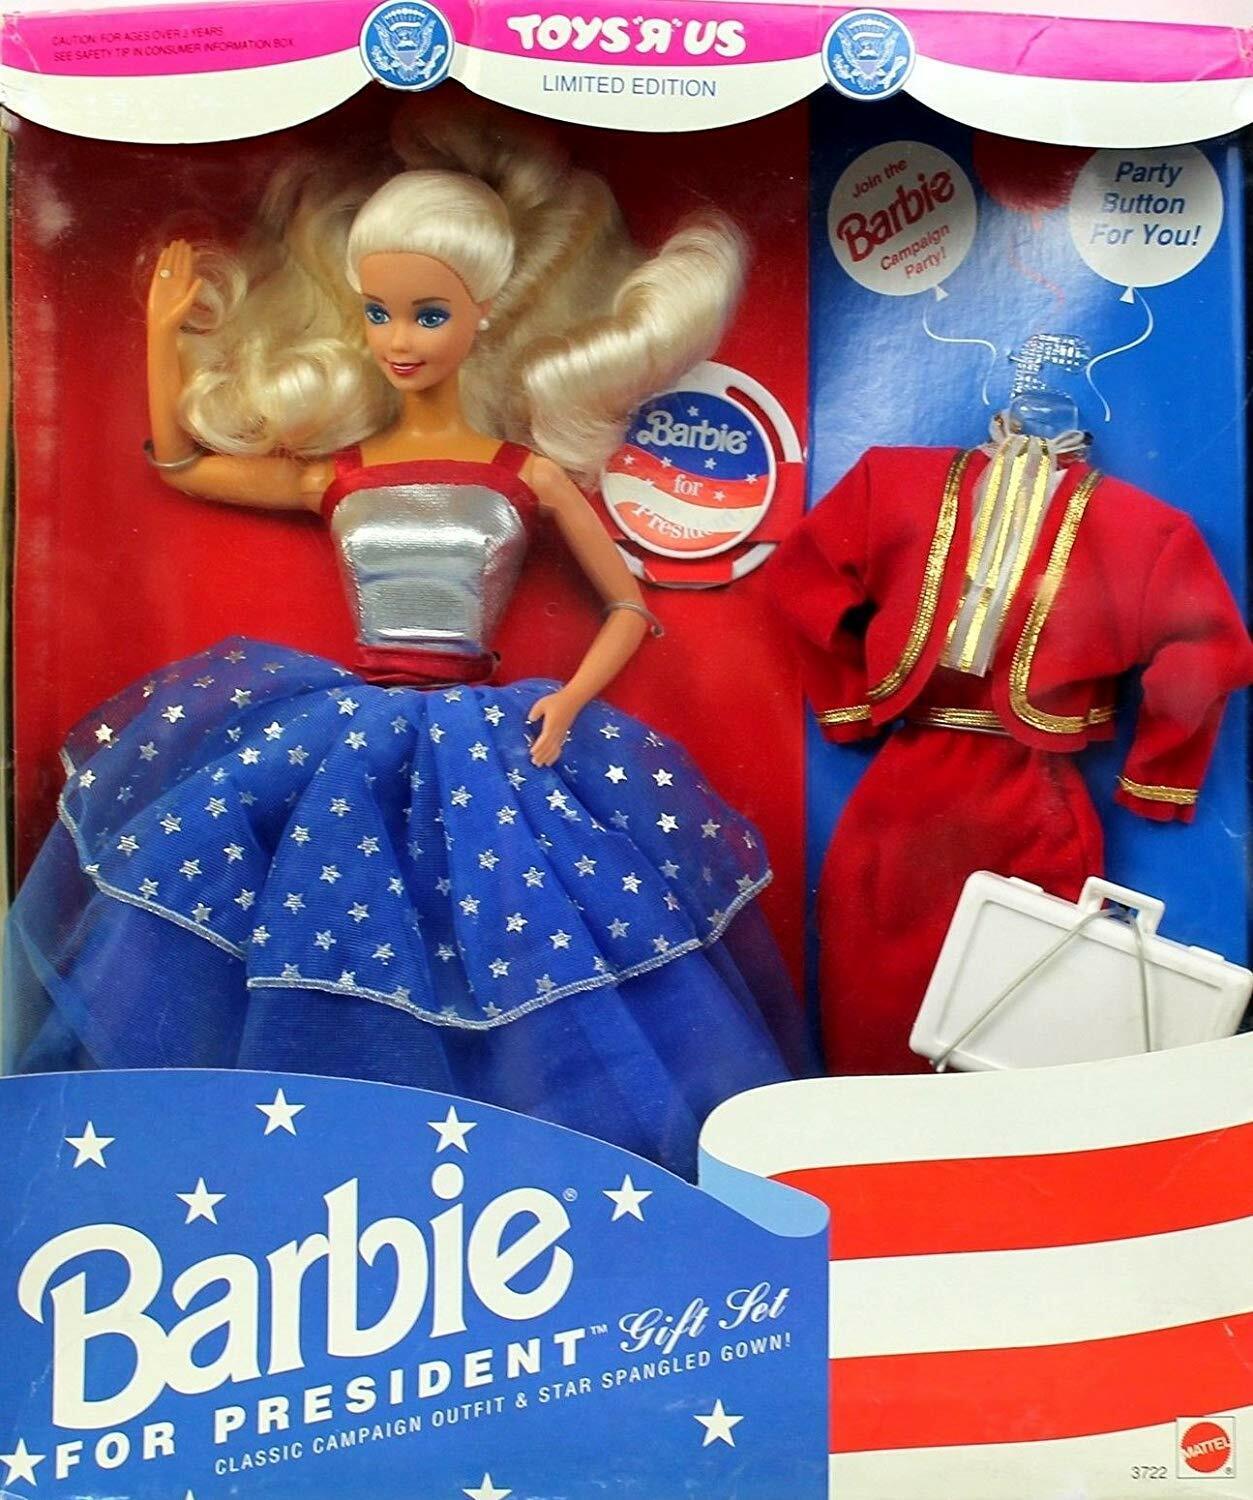 CAUTION: FOR AGES OVER 3 YEARS
SEE SAFETY TIP IN CONSUMER INFORMATION BOX
TOYS "R" US
LIMITED EDITION
Join the
Barbie
Campaign
Party!
Party
Button
For You!
Barbie
for
President
Barbie®
FOR PRESIDENT™ Gift Set
CLASSIC CAMPAIGN OUTFIT & STAR SPANGLED GOWN!
3722
MATTEL®